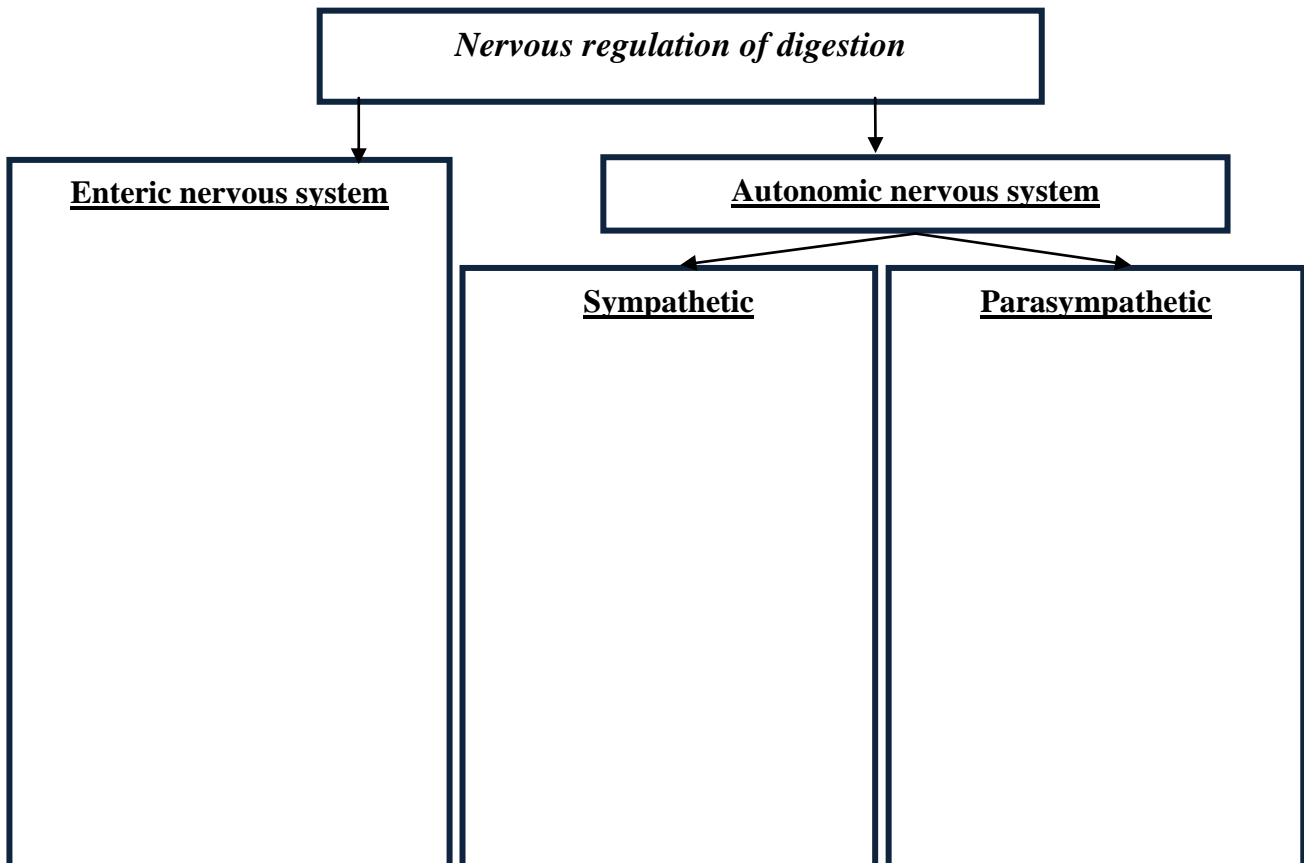 Nervous regulation of digestion
Enteric nervous system
Autonomic nervous system
Sympathetic
Parasympathetic